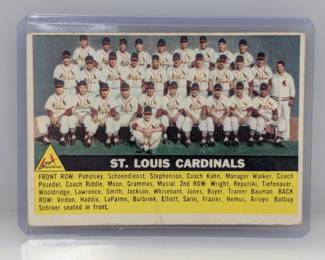 ST. LOUIS CARDINALS
FRONT ROW: Poholsky, Schoendienst, Stephenson, Coach Kahn, Manager Walker, Coach
Posedel, Coach Riddle, Moon, Grammas, Musial. 2nd ROW: Wright, Repulski, Tiefenauer,
Wooldridge, Lawrence, Smith, Jackson, Whisenant, Jones, Boyer, Trainer Bauman. BACK
ROW: Virdon, Haddix, LaPalme, Burbrink, Elliott, Sarni, Frazier, Hemus, Arroyo. Batboy
Schroer seated in front.